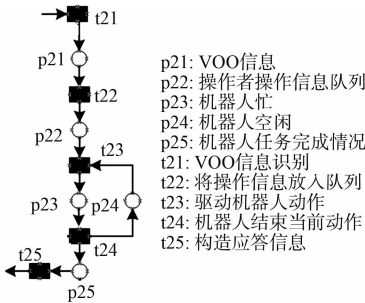 t21
p21
t22
p22
t23
p23
p24
t24
t25
p25
p21: VOO信息
p22: 操作者操作信息队列
p23: 机器人忙
p24: 机器人空闲
p25: 机器人任务完成情况
t21: VOO信息识别
t22: 将操作信息放入队列
t23: 驱动机器人动作
t24: 机器人结束当前动作
t25: 构造应答信息